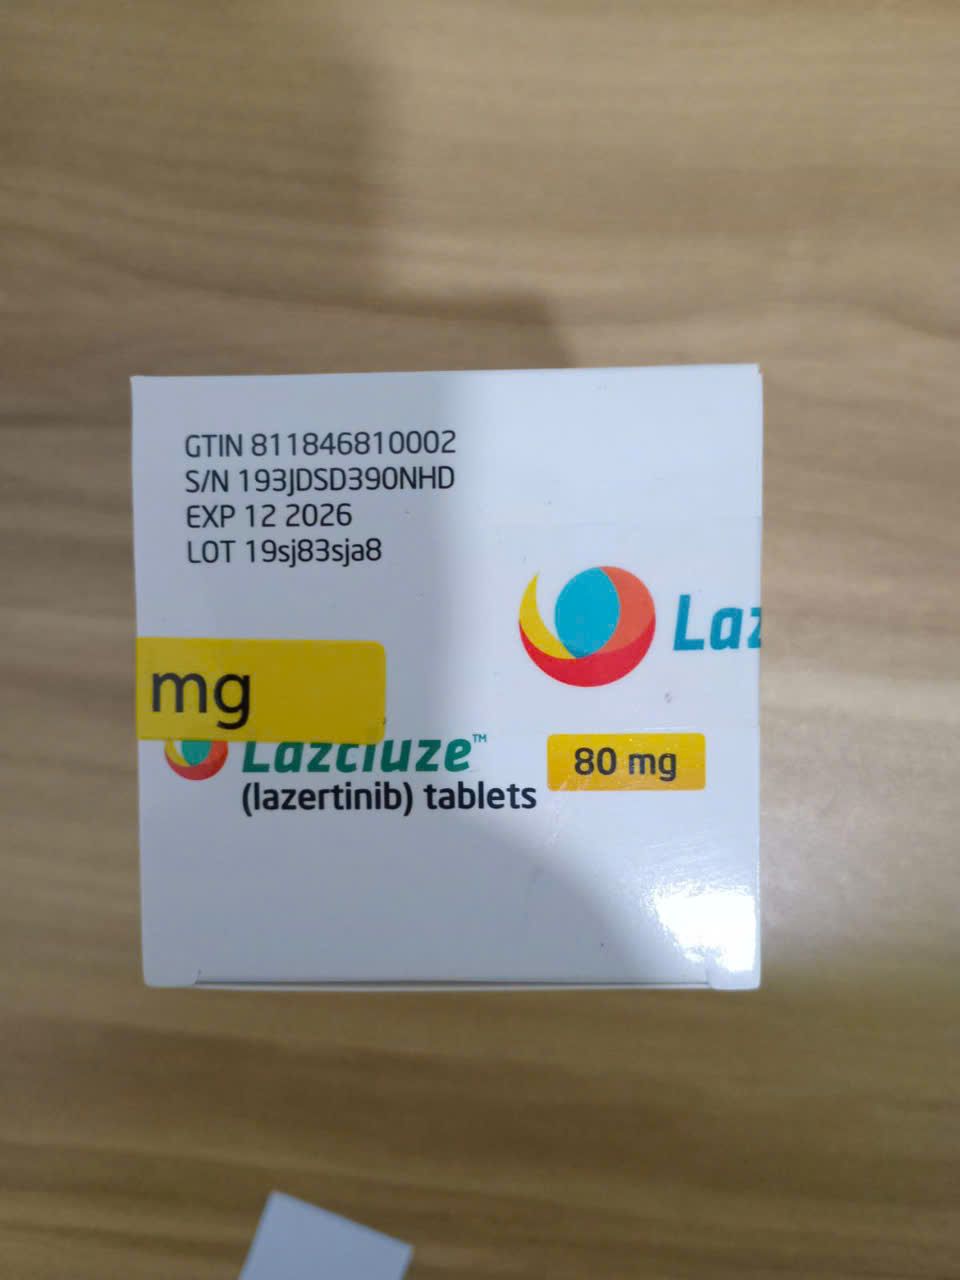 GTIN 811846810002
S/N 193JDSD390NHD
EXP 12 2026
LOT 19sj83sja8
Laz
mg
Lazcluze™
80 mg
(lazertinib) tablets